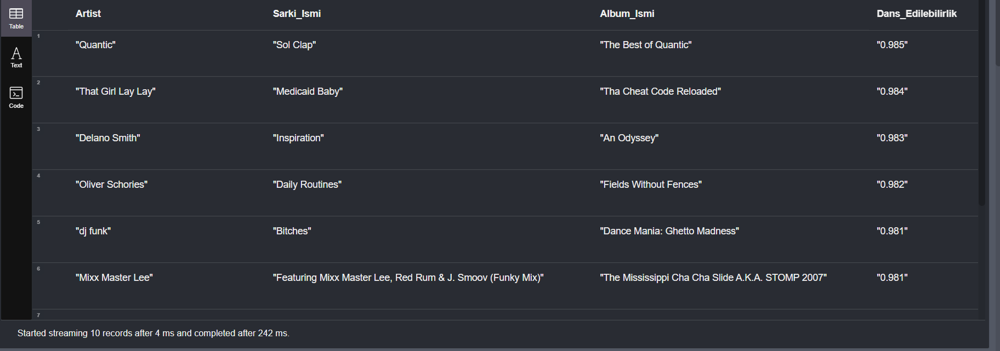 Table
Text
Code
Artist Sarki_Ismi Album_Ismi Dans_Edilebilirlik
1 "Quantic" "Sol Clap" "The Best of Quantic" "0.985"
2 "That Girl Lay Lay" "Medicaid Baby" "Tha Cheat Code Reloaded" "0.984"
3 "Delano Smith" "Inspiration" "An Odyssey" "0.983"
4 "Oliver Schories" "Daily Routines" "Fields Without Fences" "0.982"
5 "dj funk" "Bitches" "Dance Mania: Ghetto Madness" "0.981"
6 "Mixx Master Lee" "Featuring Mixx Master Lee, Red Rum & J. Smoov (Funky Mix)" "The Mississippi Cha Cha Slide A.K.A. STOMP 2007" "0.981"
7
Started streaming 10 records after 4 ms and completed after 242 ms.